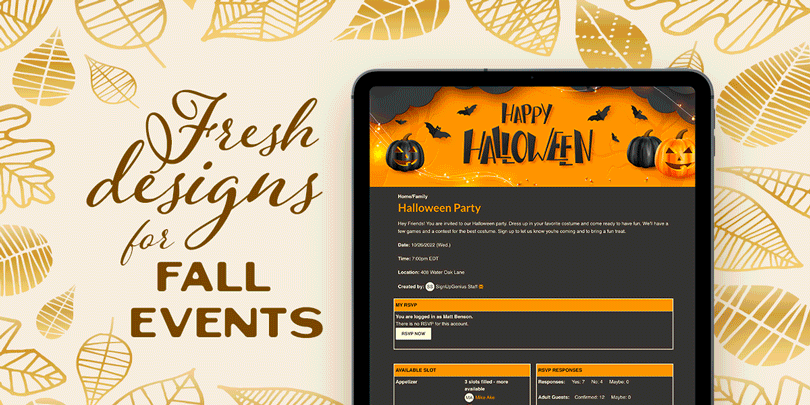 Fresh
designs
for
FALL
EVENTS
HAPPY
HALLOWEEN
Home/Family
Halloween Party
Hey Friends! You are invited to our Halloween party. Dress up in your favorite costume and come ready to have fun. We'll have a
few games and a contest for the best costume. Sign up to let us know you're coming and to bring a fun treat.
Date: 10/26/2022 (Wed.)
Time: 7:00pm EDT
Location: 408 Water Oak Lane
Created by: SS SignUpGenius Staff
MY RSVP
You are logged in as Matt Benson.
There is no RSVP for this account.
RSVP NOW
AVAILABLE SLOT
Appetizer
3 slots filled - more
available
MA Mike Ake
RSVP RESPONSES
Responses: Yes: 7 No: 4 Maybe: 0
Adult Guests: Confirmed: 12 Maybe: 0